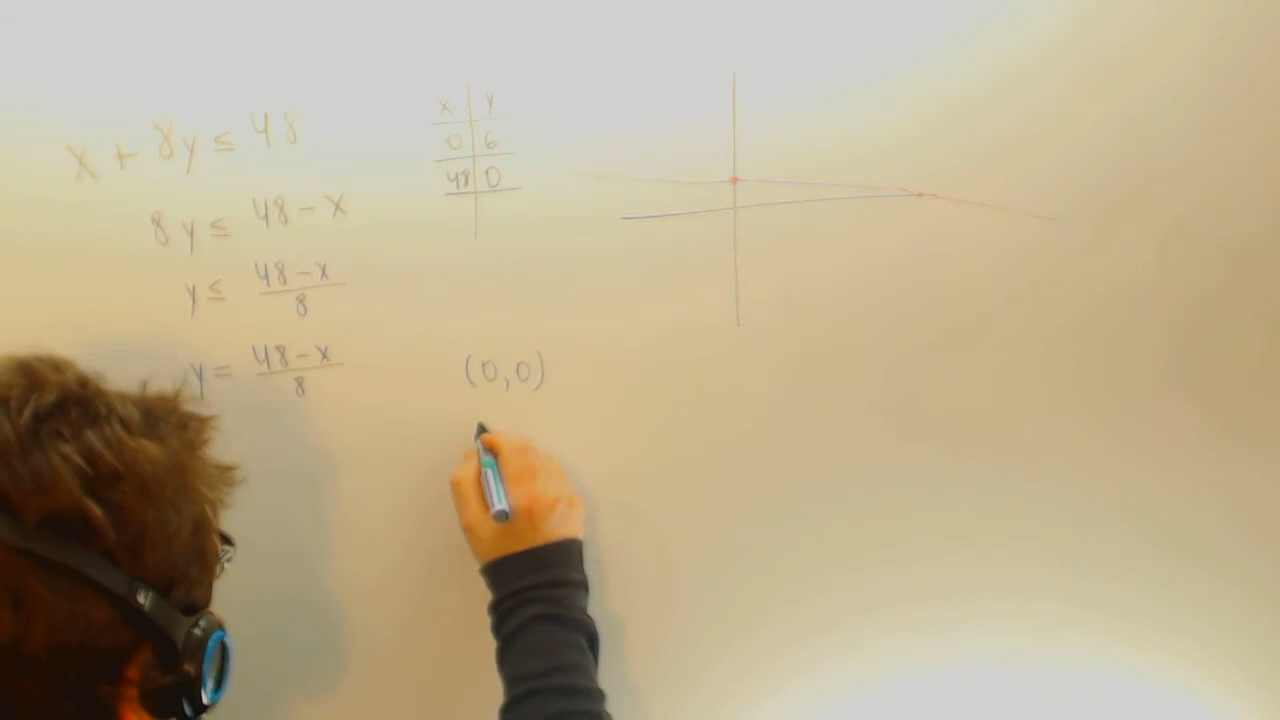 x + 8y ≤ 48
8y ≤ 48 - x
y ≤ (48 - x)/8
y = (48 - x)/8
x | y
0 | 6
48 | 0
(0,0)